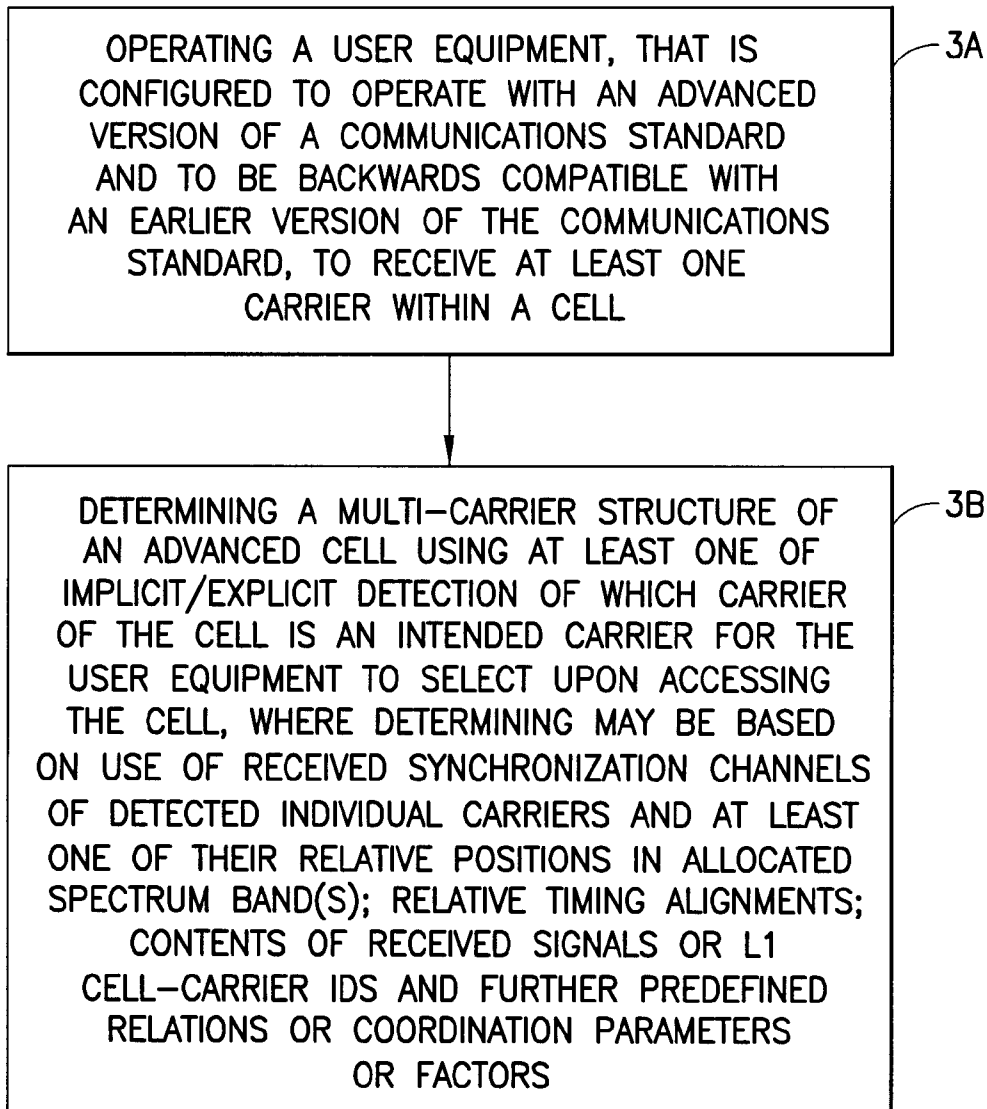 OPERATING A USER EQUIPMENT, THAT IS
CONFIGURED TO OPERATE WITH AN ADVANCED
VERSION OF A COMMUNICATIONS STANDARD
AND TO BE BACKWARDS COMPATIBLE WITH
AN EARLIER VERSION OF THE COMMUNICATIONS
STANDARD, TO RECEIVE AT LEAST ONE
CARRIER WITHIN A CELL
3A
DETERMINING A MULTI-CARRIER STRUCTURE OF
AN ADVANCED CELL USING AT LEAST ONE OF
IMPLICIT/EXPLICIT DETECTION OF WHICH CARRIER
OF THE CELL IS AN INTENDED CARRIER FOR THE
USER EQUIPMENT TO SELECT UPON ACCESSING
THE CELL, WHERE DETERMINING MAY BE BASED
ON USE OF RECEIVED SYNCHRONIZATION CHANNELS
OF DETECTED INDIVIDUAL CARRIERS AND AT LEAST
ONE OF THEIR RELATIVE POSITIONS IN ALLOCATED
SPECTRUM BAND(S); RELATIVE TIMING ALIGNMENTS;
CONTENTS OF RECEIVED SIGNALS OR L1
CELL-CARRIER IDS AND FURTHER PREDEFINED
RELATIONS OR COORDINATION PARAMETERS
OR FACTORS
3B